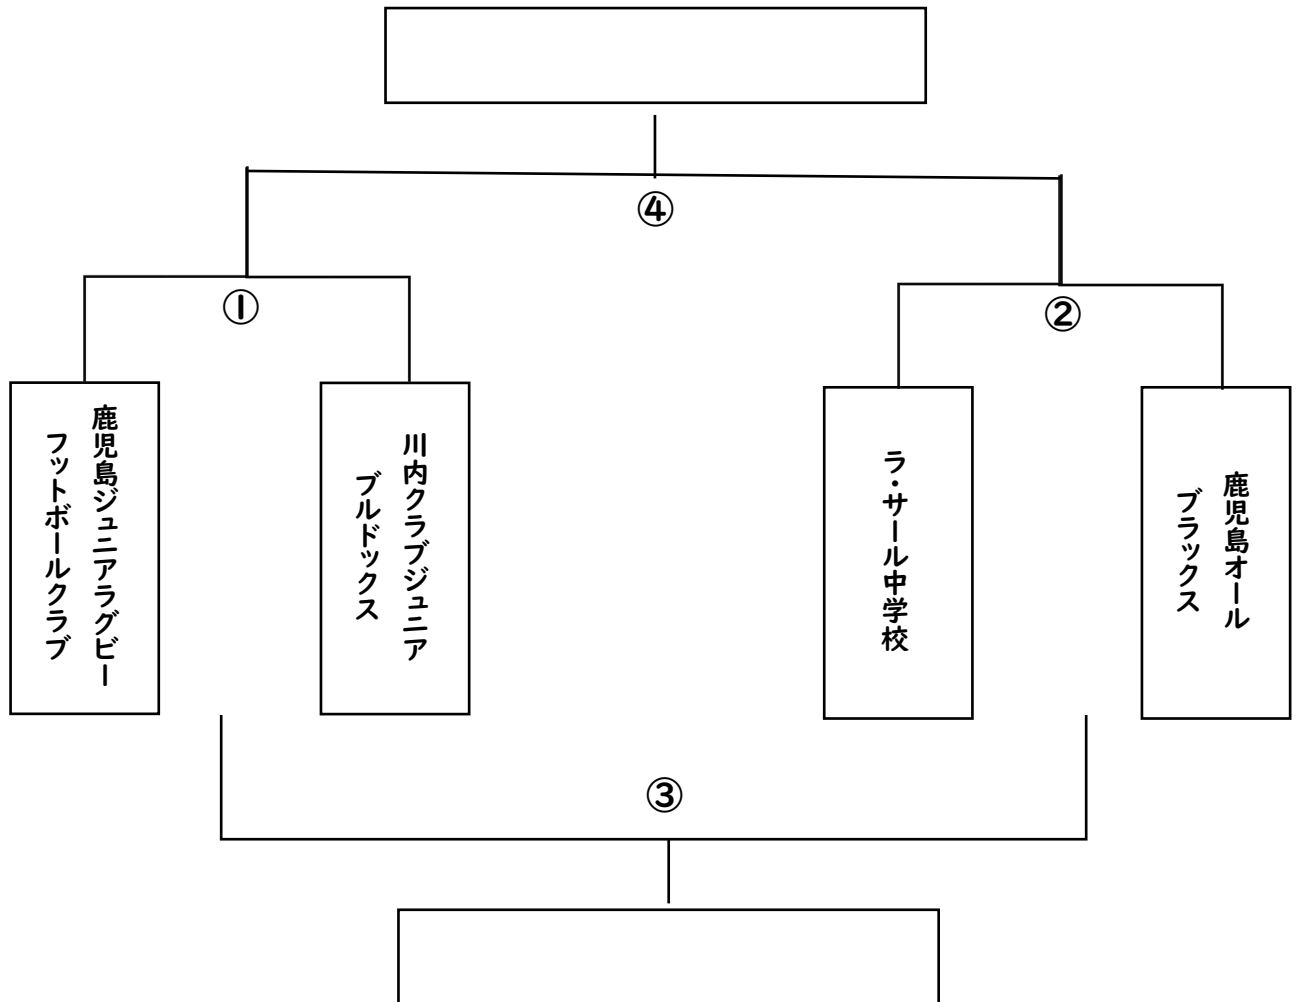 ④
①
②
鹿児島ジュニアラグビー
フットボールクラブ
川内クラブジュニア
ブルドックス
ラ・サール中学校
鹿児島オール
ブラックス
③